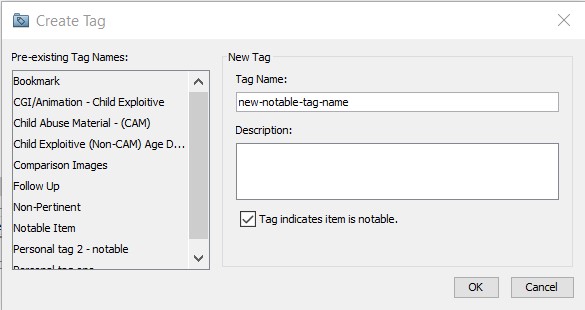 Create Tag
Pre-existing Tag Names:
Bookmark
CGI/Animation - Child Exploitive
Child Abuse Material - (CAM)
Child Exploitive (Non-CAM) Age D...
Comparison Images
Follow Up
Non-Pertinent
Notable Item
Personal tag 2 - notable
New Tag
Tag Name:
new-notable-tag-name
Description:
Tag indicates item is notable.
OK
Cancel